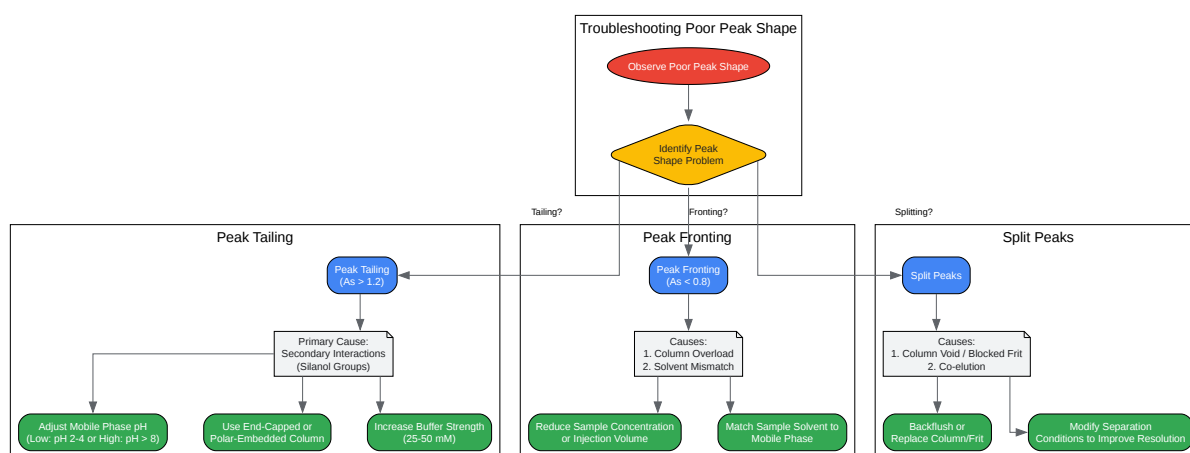 Troubleshooting Poor Peak Shape
Observe Poor Peak Shape
Identify Peak
Shape Problem
Tailing?
Fronting?
Splitting?
Peak Tailing
Peak Tailing
(As > 1.2)
Primary Cause:
Secondary Interactions
(Silanol Groups)
Adjust Mobile Phase pH
(Low: pH 2-4 or High: pH > 8)
Use End-Capped or
Polar-Embedded Column
Increase Buffer Strength
(25-50 mM)
Peak Fronting
Peak Fronting
(As < 0.8)
Causes:
1. Column Overload
2. Solvent Mismatch
Reduce Sample Concentration
or Injection Volume
Match Sample Solvent to
Mobile Phase
Split Peaks
Split Peaks
Causes:
1. Column Void / Blocked Frit
2. Co-elution
Backflush or
Replace Column/Frit
Modify Separation
Conditions to Improve Resolution